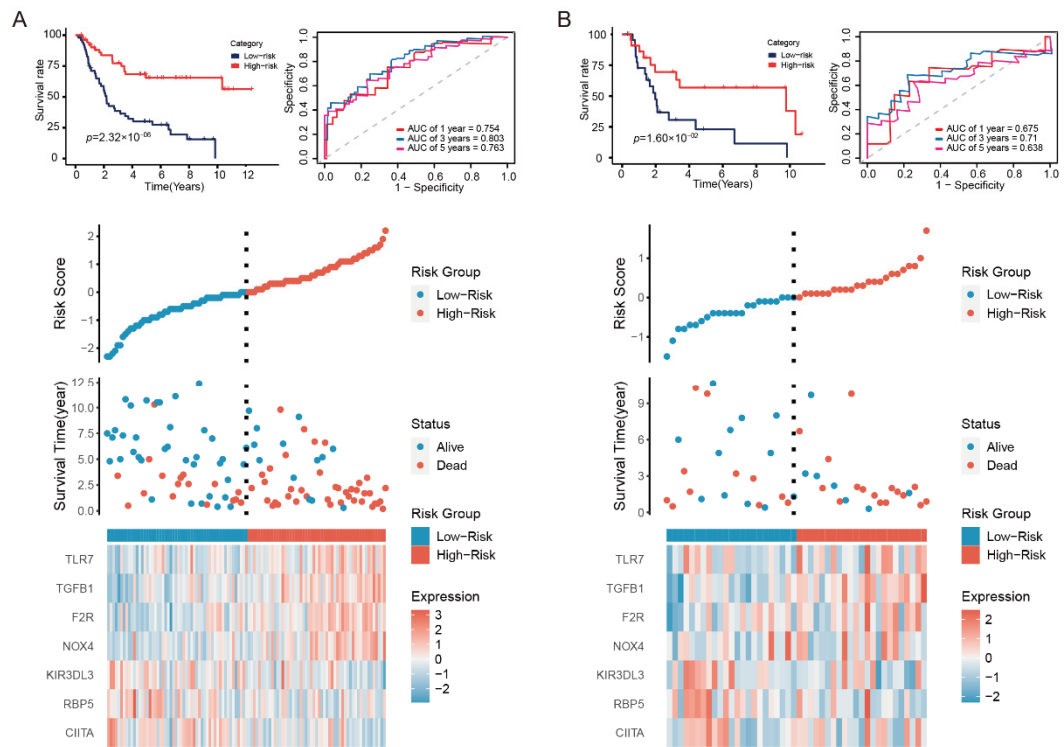 A
Survival rate
100
75
50
25
0
0 2 4 6 8 10 12
Time(Years)
p=2.32×10⁻⁰⁶
Category
Low-risk
High-risk
Specificity
1.0
0.8
0.6
0.4
0.2
0.0
0.0 0.2 0.4 0.6 0.8 1.0
1 − Specificity
AUC of 1 year = 0.754
AUC of 3 years = 0.803
AUC of 5 years = 0.763
Risk Score
2
1
0
−1
−2
Risk Group
Low−Risk
High−Risk
Survival Time(year)
12.5
10.0
7.5
5.0
2.5
0.0
Status
Alive
Dead
Risk Group
Low−Risk
High−Risk
TLR7
TGFB1
F2R
NOX4
KIR3DL3
RBP5
CIITA
Expression
3
2
1
0
−1
−2
B
Survival rate
100
75
50
25
0
0 2 4 6 8 10
Time(Years)
p=1.60×10⁻⁰²
Category
Low-risk
High-risk
Specificity
1.0
0.8
0.6
0.4
0.2
0.0
0.0 0.2 0.4 0.6 0.8 1.0
1 − Specificity
AUC of 1 year = 0.675
AUC of 3 years = 0.71
AUC of 5 years = 0.638
Risk Score
1
0
−1
Risk Group
Low−Risk
High−Risk
Survival Time(year)
9
6
3
0
Status
Alive
Dead
Risk Group
Low−Risk
High−Risk
TLR7
TGFB1
F2R
NOX4
KIR3DL3
RBP5
CIITA
Expression
2
1
0
−1
−2